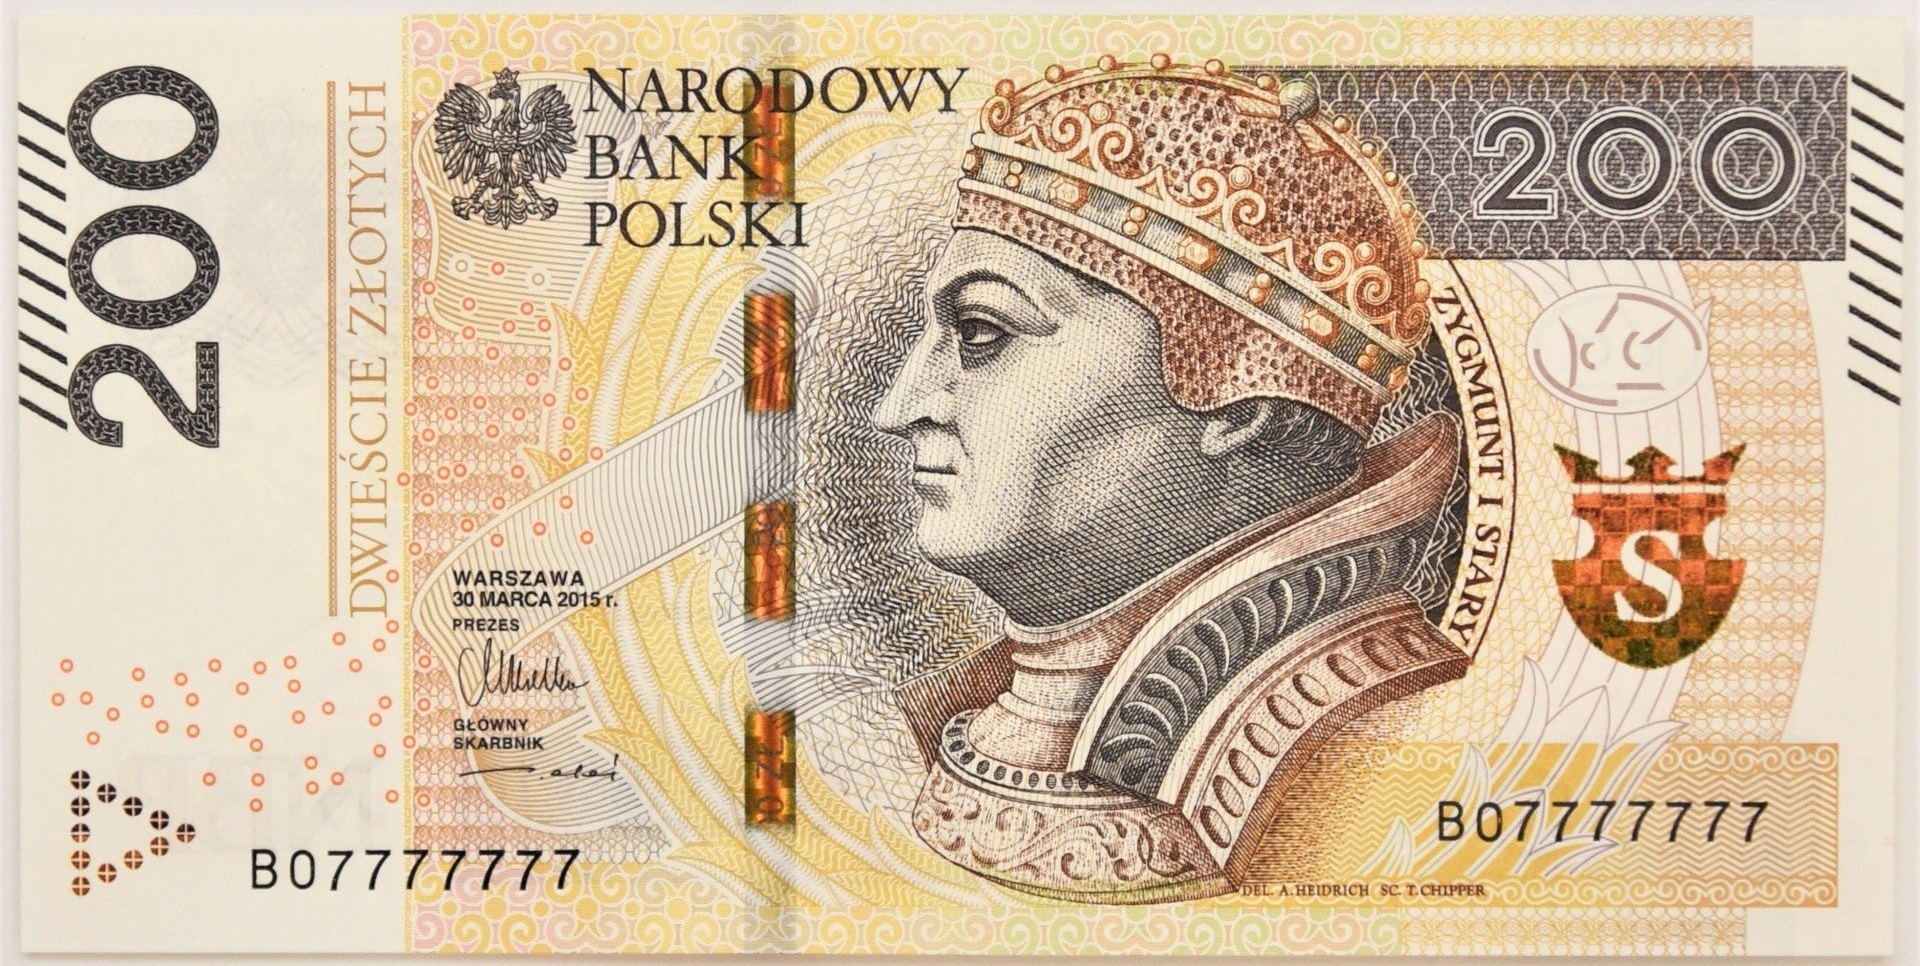 200
DWIEŚCIE ZŁOTYCH
NARODOWY
BANK
POLSKI
200
ZYGMUNT I STARY
S
WARSZAWA
30 MARCA 2015 r.
PREZES
GŁÓWNY
SKARBNIK
B07777777
B07777777
DEL. A. HEIDRICH SC. T. CHIPPER